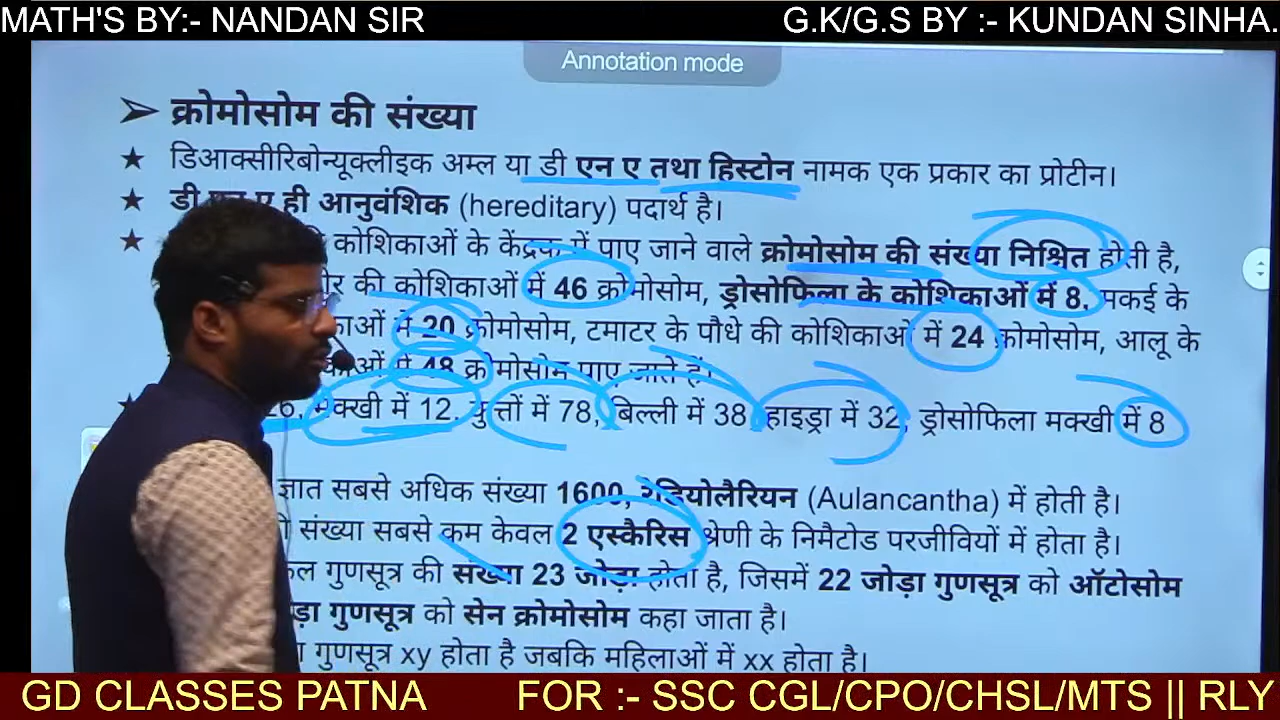 MATH'S BY:- NANDAN SIR
G.K/G.S BY :- KUNDAN SINHA.
Annotation mode
➢ क्रोमोसोम की संख्या
★ डिआक्सीरिबोन्यूक्लीइक अम्ल या डी एन ए तथा हिस्टोन नामक एक प्रकार का प्रोटीन।
★ डी एन ए ही आनुवंशिक (hereditary) पदार्थ है।
★ कोशिकाओं के केंद्रक में पाए जाने वाले क्रोमोसोम की संख्या निश्चित होती है,
की कोशिकाओं में 46 क्रोमोसोम, ड्रोसोफिला के कोशिकाओं में 8, मकई के
में 20 क्रोमोसोम, टमाटर के पौधे की कोशिकाओं में 24 क्रोमोसोम, आलू के
में 48 क्रोमोसोम पाए जाते हैं।
मक्खी में 12. कुत्तों में 78, बिल्ली में 38, हाइड्रा में 32, ड्रोसोफिला मक्खी में 8
ज्ञात सबसे अधिक संख्या 1600, रेडियोलैरियन (Aulancantha) में होती है।
संख्या सबसे कम केवल 2 एस्कैरिस श्रेणी के निमैटोड परजीवियों में होता है।
गुणसूत्र की संख्या 23 जोड़ा होता है, जिसमें 22 जोड़ा गुणसूत्र को ऑटोसोम
गुणसूत्र को सेन क्रोमोसोम कहा जाता है।
गुणसूत्र xy होता है जबकि महिलाओं में xx होता है।
GD CLASSES PATNA
FOR :- SSC CGL/CPO/CHSL/MTS || RLY